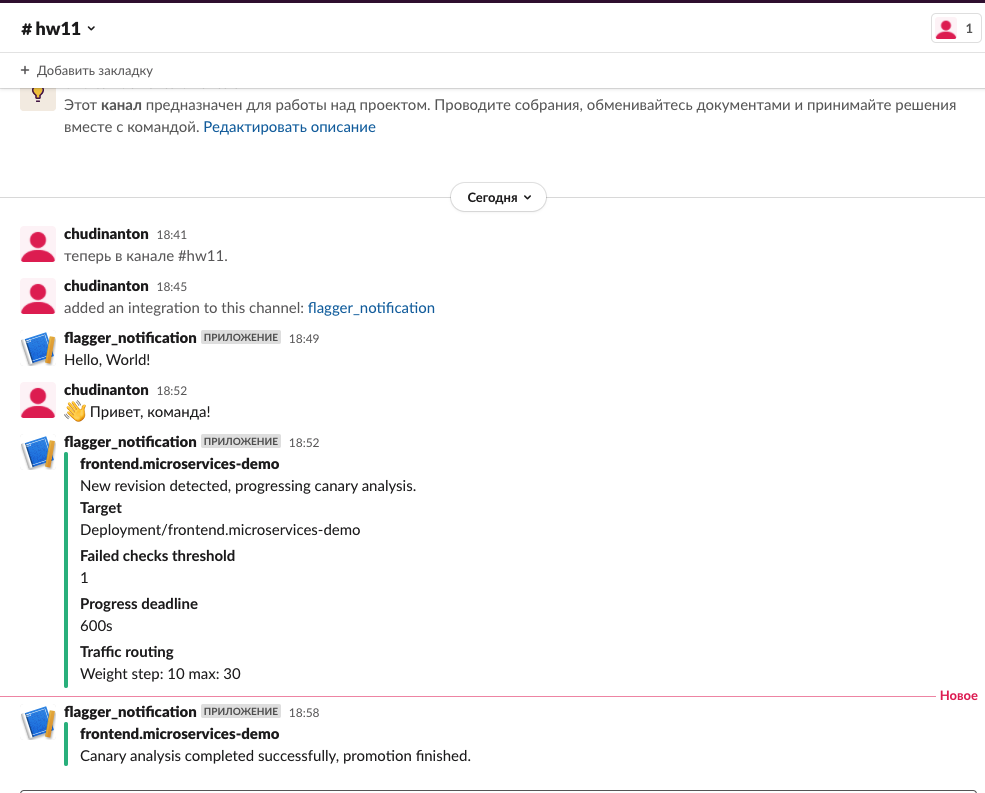 # hw11
1
+ Добавить закладку
Этот канал предназначен для работы над проектом. Проводите собрания, обменивайтесь документами и принимайте решения
вместе с командой. Редактировать описание
Сегодня
chudinanton 18:41
теперь в канале #hw11.
chudinanton 18:45
added an integration to this channel: flagger_notification
flagger_notification ПРИЛОЖЕНИЕ 18:49
Hello, World!
chudinanton 18:52
👋 Привет, команда!
flagger_notification ПРИЛОЖЕНИЕ 18:52
frontend.microservices-demo
New revision detected, progressing canary analysis.
Target
Deployment/frontend.microservices-demo
Failed checks threshold
1
Progress deadline
600s
Traffic routing
Weight step: 10 max: 30
Новое
flagger_notification ПРИЛОЖЕНИЕ 18:58
frontend.microservices-demo
Canary analysis completed successfully, promotion finished.